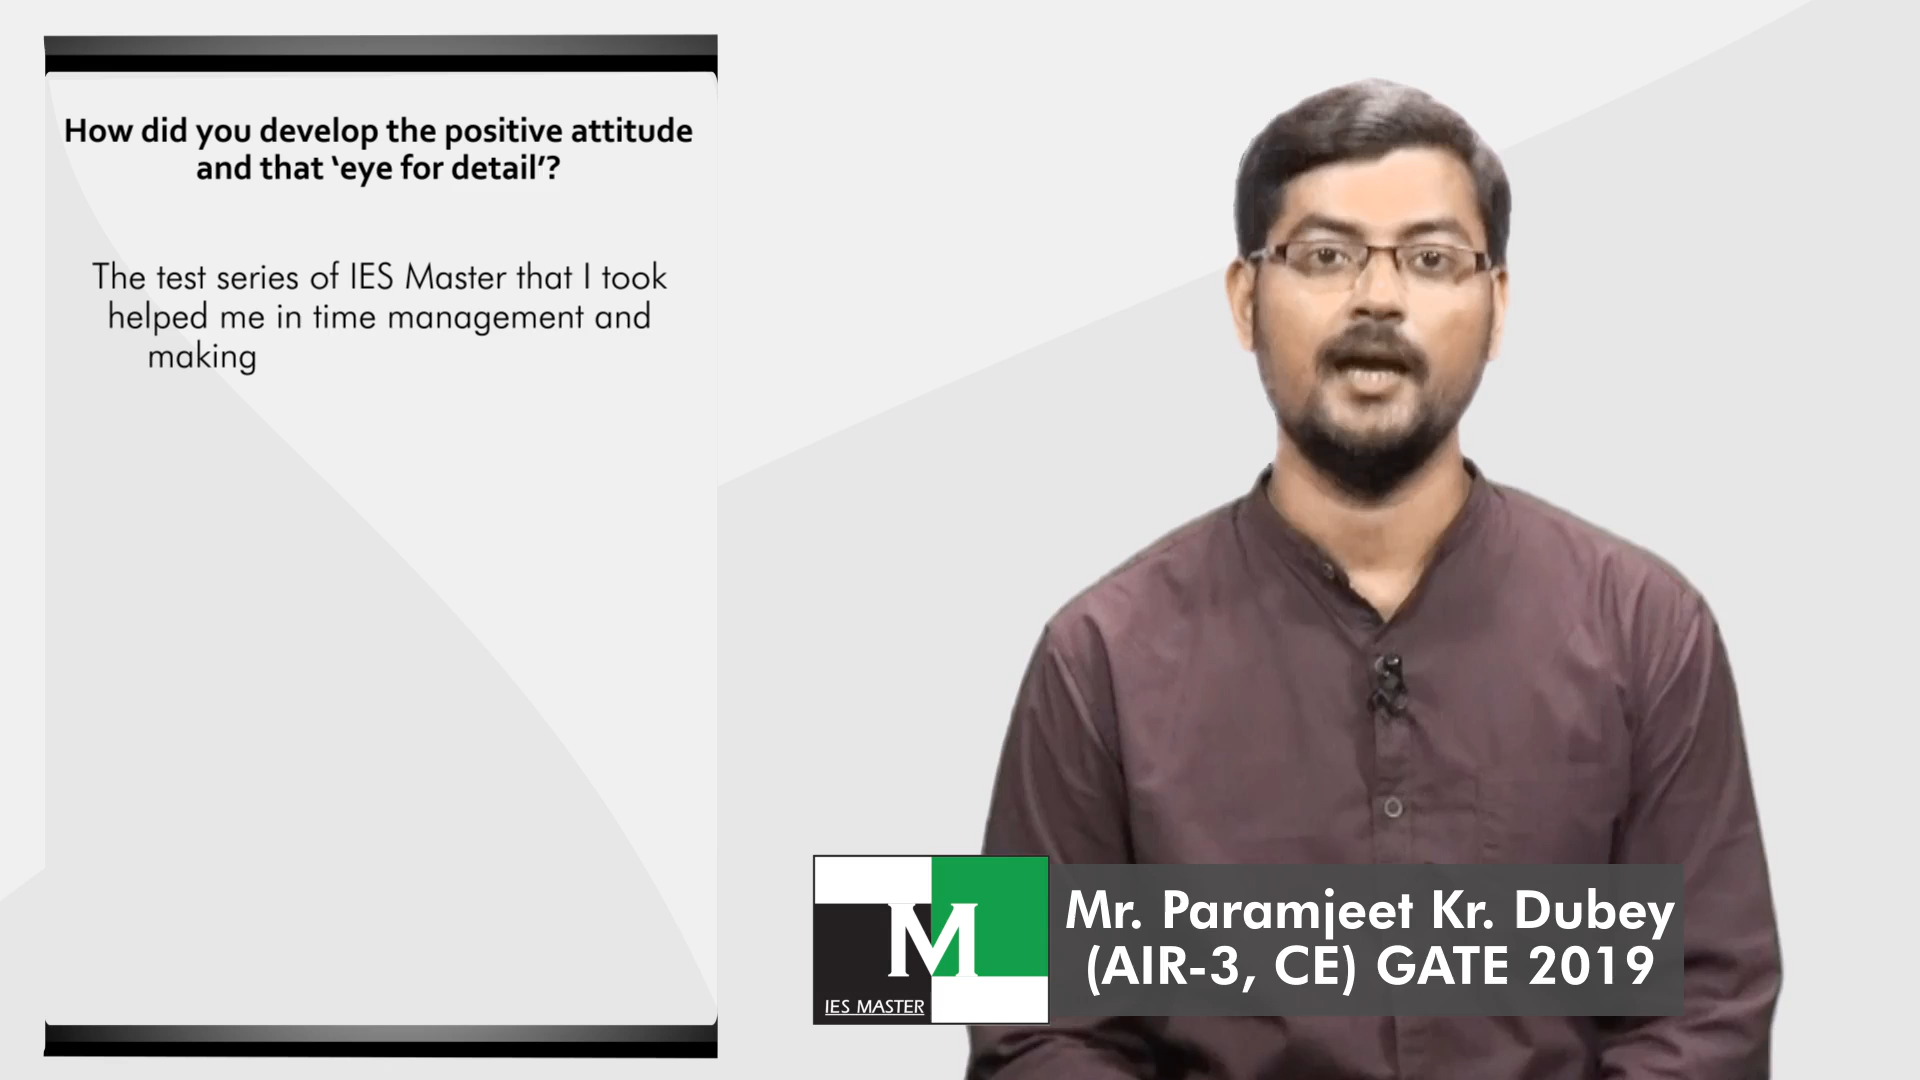 How did you develop the positive attitude
and that ‘eye for detail’?
The test series of IES Master that I took
helped me in time management and
making
M
IES MASTER
Mr. Paramjeet Kr. Dubey
(AIR-3, CE) GATE 2019